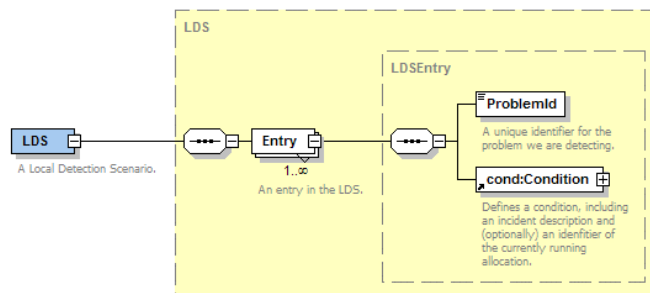 LDS
LDSEntry
LDS
A Local Detection Scenario.
Entry
1..∞
An entry in the LDS.
ProblemId
A unique identifier for the
problem we are detecting.
cond:Condition
Defines a condition, including
an incident description and
(optionally) an idenfitier of
the currently running
allocation.